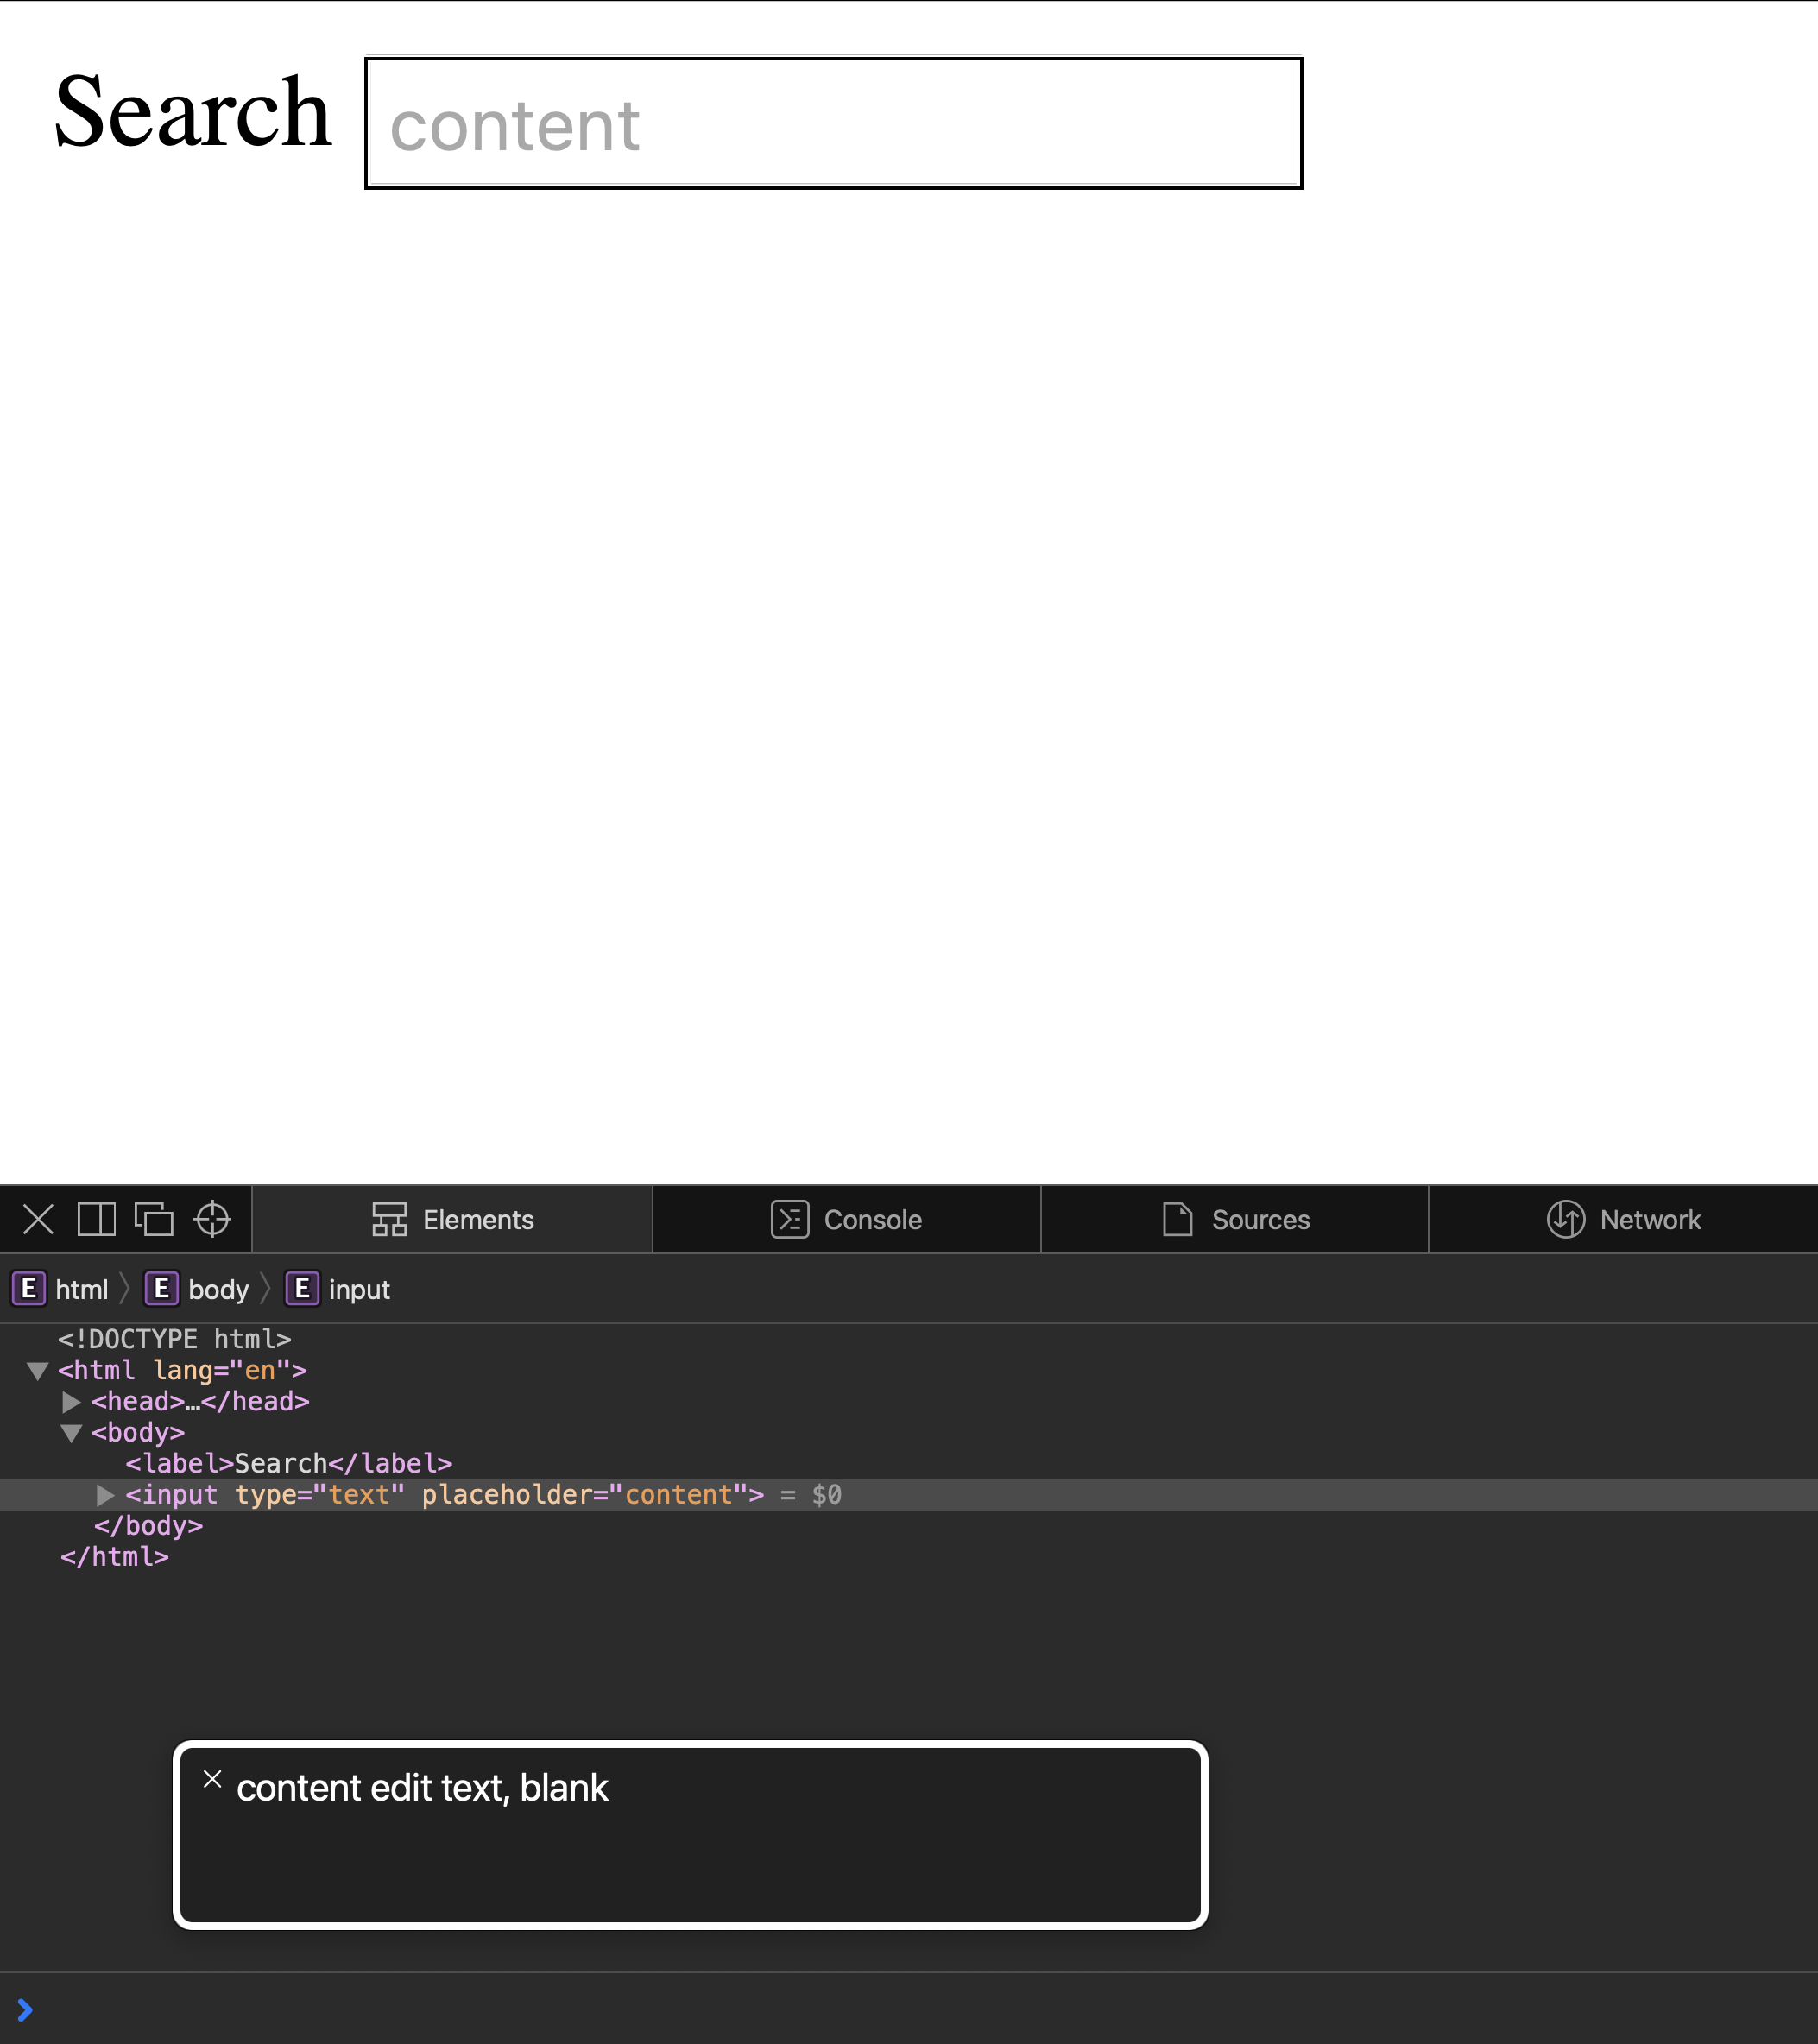 Search content
Elements Console Sources Network
E html E body E input
<!DOCTYPE html>
<html lang="en">
<head>…</head>
<body>
<label>Search</label>
<input type="text" placeholder="content"> = $0
</body>
</html>
content edit text, blank